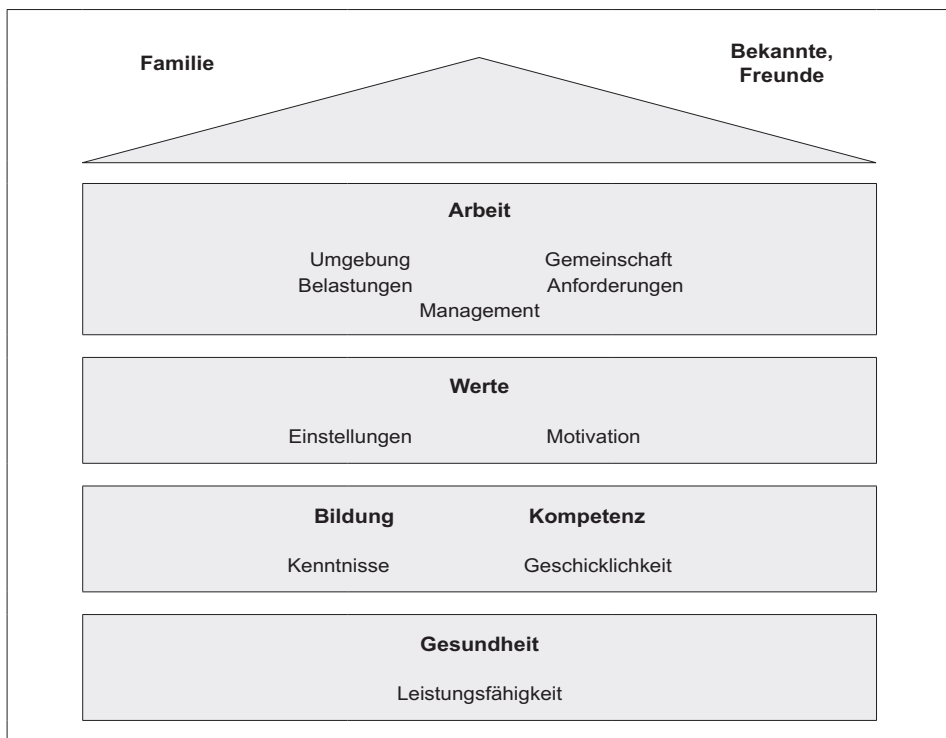 Familie
Bekannte,
Freunde
Arbeit
Umgebung Gemeinschaft
Belastungen Anforderungen
Management
Werte
Einstellungen Motivation
Bildung Kompetenz
Kenntnisse Geschicklichkeit
Gesundheit
Leistungsfähigkeit